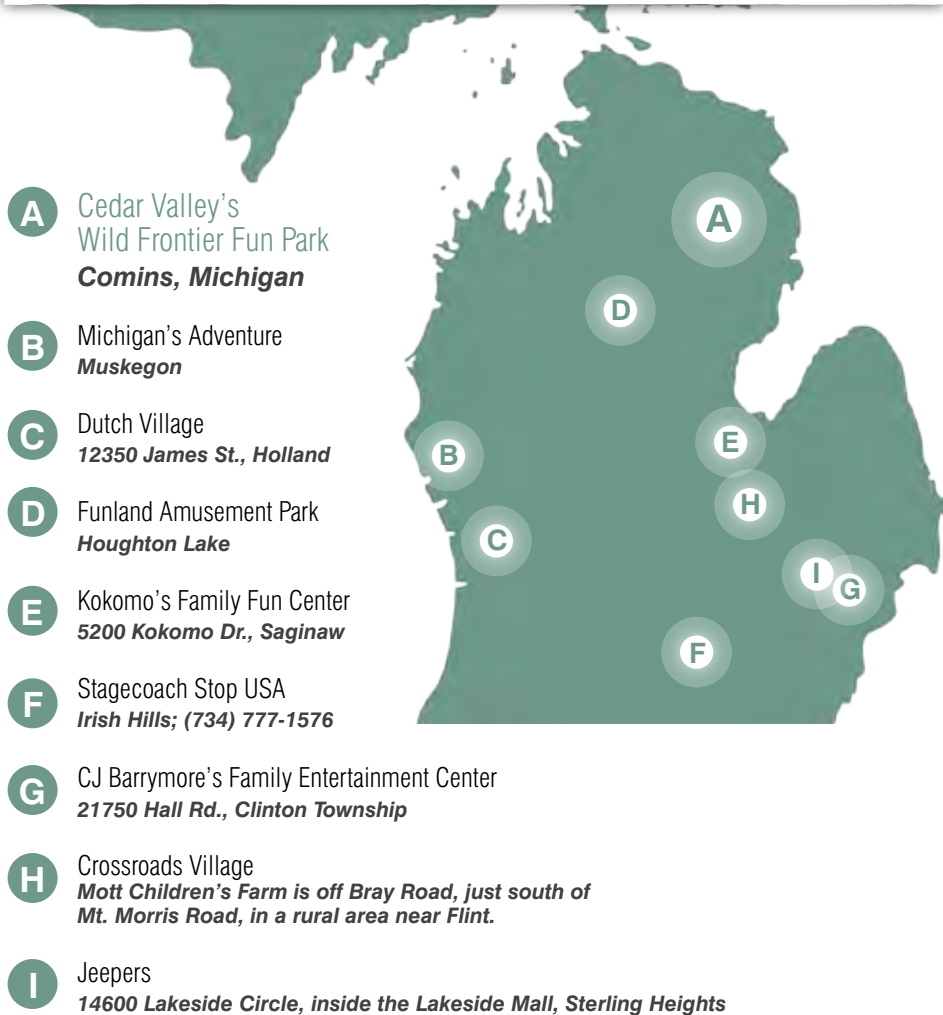 A
Cedar Valley's
Wild Frontier Fun Park
Comins, Michigan
B
Michigan's Adventure
Muskegon
C
Dutch Village
12350 James St., Holland
D
Funland Amusement Park
Houghton Lake
E
Kokomo's Family Fun Center
5200 Kokomo Dr., Saginaw
F
Stagecoach Stop USA
Irish Hills; (734) 777-1576
G
CJ Barrymore's Family Entertainment Center
21750 Hall Rd., Clinton Township
H
Crossroads Village
Mott Children's Farm is off Bray Road, just south of
Mt. Morris Road, in a rural area near Flint.
I
Jeepers
14600 Lakeside Circle, inside the Lakeside Mall, Sterling Heights
A
D
E
B
H
C
I
G
F